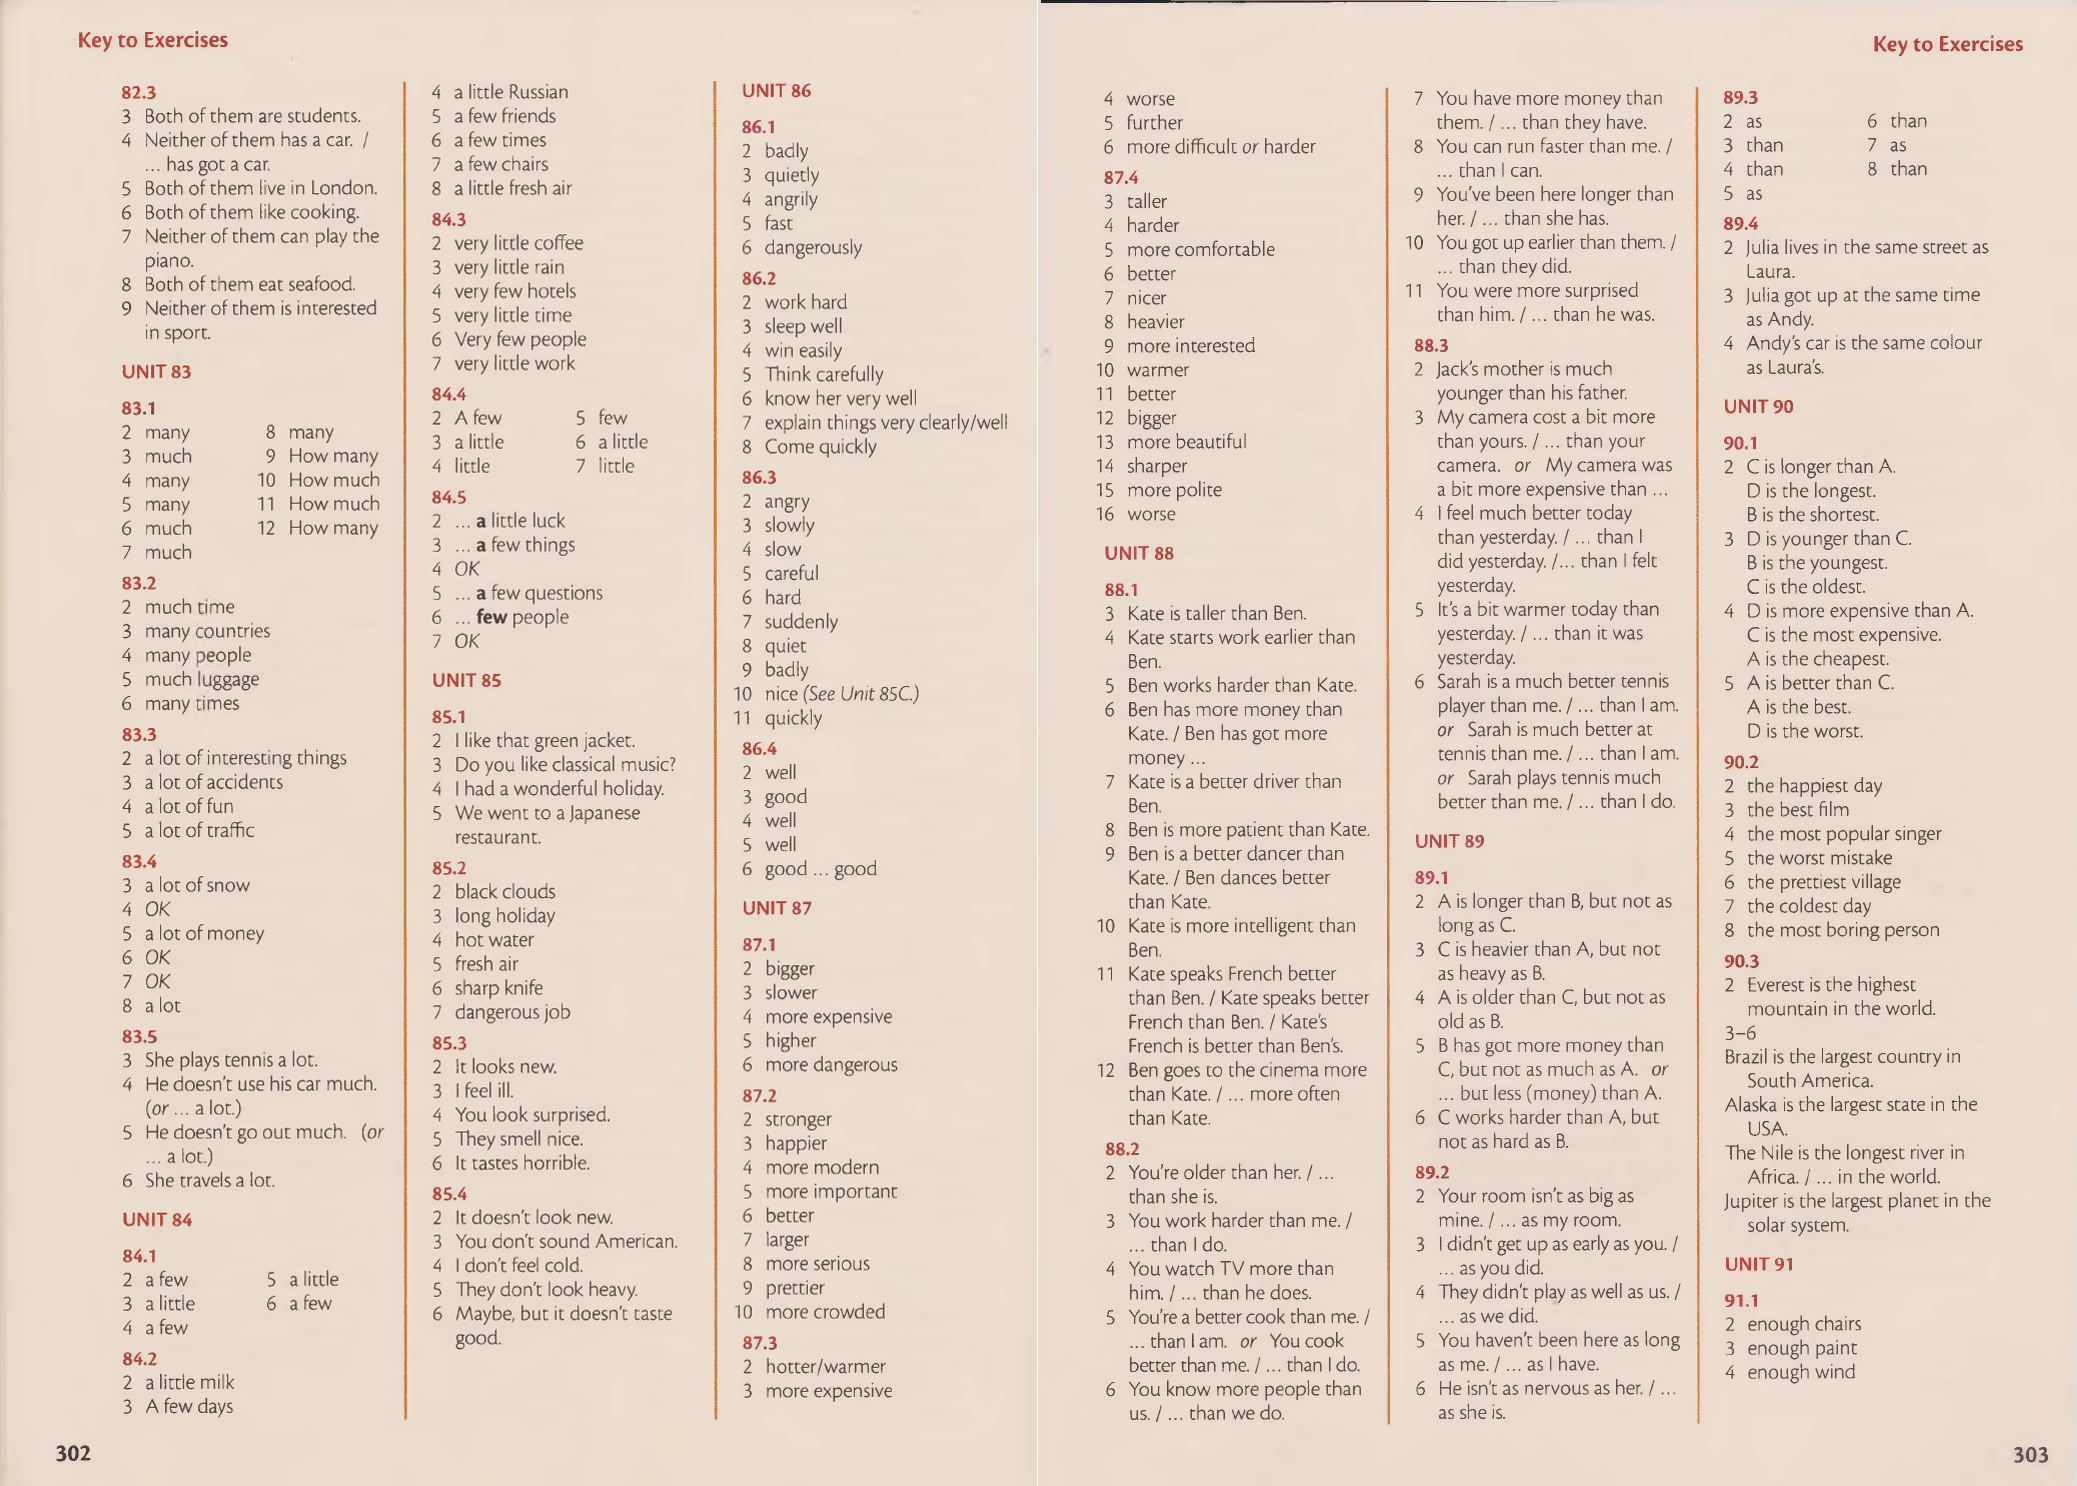 Key to Exercises
82.3
3 Both of them are students.
4 Neither of them has a car. /
... has got a car.
5 Both of them live in London.
6 Both of them like cooking.
7 Neither of them can play the
piano.
8 Both of them eat seafood.
9 Neither of them is interested
in sport.
UNIT 83
83.1
2 many 8 many
3 much 9 How many
4 many 10 How much
5 many 11 How much
6 much 12 How many
7 much
83.2
2 much time
3 many countries
4 many people
5 much luggage
6 many times
83.3
2 a lot of interesting things
3 a lot of accidents
4 a lot of fun
5 a lot of traffic
83.4
3 a lot of snow
4 OK
5 a lot of money
6 OK
7 OK
8 a lot
83.5
3 She plays tennis a lot.
4 He doesn't use his car much.
(or ... a lot.)
5 He doesn't go out much. (or
... a lot.)
6 She travels a lot.
UNIT 84
84.1
2 a few 5 a little
3 a little 6 a few
4 a few
84.2
2 a little milk
3 A few days
4 a little Russian
5 a few friends
6 a few times
7 a few chairs
8 a little fresh air
84.3
2 very little coffee
3 very little rain
4 very few hotels
5 very little time
6 Very few people
7 very little work
84.4
2 A few 5 few
3 a little 6 a little
4 little 7 little
84.5
2 ... a little luck
3 ... a few things
4 OK
5 ... a few questions
6 ... few people
7 OK
UNIT 85
85.1
2 I like that green jacket.
3 Do you like classical music?
4 I had a wonderful holiday.
5 We went to a Japanese
restaurant.
85.2
2 black clouds
3 long holiday
4 hot water
5 fresh air
6 sharp knife
7 dangerous job
85.3
2 It looks new.
3 I feel ill.
4 You look surprised.
5 They smell nice.
6 It tastes horrible.
85.4
2 It doesn't look new.
3 You don't sound American.
4 I don't feel cold.
5 They don't look heavy.
6 Maybe, but it doesn't taste
good.
UNIT 86
86.1
2 badly
3 quietly
4 angrily
5 fast
6 dangerously
86.2
2 work hard
3 sleep well
4 win easily
5 Think carefully
6 know her very well
7 explain things very clearly/well
8 Come quickly
86.3
2 angry
3 slowly
4 slow
5 careful
6 hard
7 suddenly
8 quiet
9 badly
10 nice (See Unit 85C.)
11 quickly
86.4
2 well
3 good
4 well
5 well
6 good ... good
UNIT 87
87.1
2 bigger
3 slower
4 more expensive
5 higher
6 more dangerous
87.2
2 stronger
3 happier
4 more modern
5 more important
6 better
7 larger
8 more serious
9 prettier
10 more crowded
87.3
2 hotter/warmer
3 more expensive
302
Key to Exercises
4 worse
5 further
6 more difficult or harder
87.4
3 taller
4 harder
5 more comfortable
6 better
7 nicer
8 heavier
9 more interested
10 warmer
11 better
12 bigger
13 more beautiful
14 sharper
15 more polite
16 worse
UNIT 88
88.1
3 Kate is taller than Ben.
4 Kate starts work earlier than
Ben.
5 Ben works harder than Kate.
6 Ben has more money than
Kate. / Ben has got more
money ...
7 Kate is a better driver than
Ben.
8 Ben is more patient than Kate.
9 Ben is a better dancer than
Kate. / Ben dances better
than Kate.
10 Kate is more intelligent than
Ben.
11 Kate speaks French better
than Ben. / Kate speaks better
French than Ben. / Kate's
French is better than Ben's.
12 Ben goes to the cinema more
than Kate. / ... more often
than Kate.
88.2
2 You're older than her. / ...
than she is.
3 You work harder than me. /
... than I do.
4 You watch TV more than
him. / ... than he does.
5 You're a better cook than me. /
... than I am. or You cook
better than me. / ... than I do.
6 You know more people than
us. / ... than we do.
7 You have more money than
them. / ... than they have.
8 You can run faster than me. /
... than I can.
9 You've been here longer than
her. / ... than she has.
10 You got up earlier than them. /
... than they did.
11 You were more surprised
than him. / ... than he was.
88.3
2 Jack's mother is much
younger than his father.
3 My camera cost a bit more
than yours. / ... than your
camera. or My camera was
a bit more expensive than ...
4 I feel much better today
than yesterday. / ... than I
did yesterday. /... than I felt
yesterday.
5 It's a bit warmer today than
yesterday. / ... than it was
yesterday.
6 Sarah is a much better tennis
player than me. / ... than I am.
or Sarah is much better at
tennis than me. / ... than I am.
or Sarah plays tennis much
better than me. / ... than I do.
UNIT 89
89.1
2 A is longer than B, but not as
long as C.
3 C is heavier than A, but not
as heavy as B.
4 A is older than C, but not as
old as B.
5 B has got more money than
C, but not as much as A. or
... but less (money) than A.
6 C works harder than A, but
not as hard as B.
89.2
2 Your room isn't as big as
mine. / ... as my room.
3 I didn't get up as early as you. /
... as you did.
4 They didn't play as well as us. /
... as we did.
5 You haven't been here as long
as me. / ... as I have.
6 He isn't as nervous as her. / ...
as she is.
89.3
2 as 6 than
3 than 7 as
4 than 8 than
5 as
89.4
2 Julia lives in the same street as
Laura.
3 Julia got up at the same time
as Andy.
4 Andy's car is the same colour
as Laura's.
UNIT 90
90.1
2 C is longer than A.
D is the longest.
B is the shortest.
3 D is younger than C.
B is the youngest.
C is the oldest.
4 D is more expensive than A.
C is the most expensive.
A is the cheapest.
5 A is better than C.
A is the best.
D is the worst.
90.2
2 the happiest day
3 the best film
4 the most popular singer
5 the worst mistake
6 the prettiest village
7 the coldest day
8 the most boring person
90.3
2 Everest is the highest
mountain in the world.
3–6
Brazil is the largest country in
South America.
Alaska is the largest state in the
USA.
The Nile is the longest river in
Africa. / ... in the world.
Jupiter is the largest planet in the
solar system.
UNIT 91
91.1
2 enough chairs
3 enough paint
4 enough wind
303